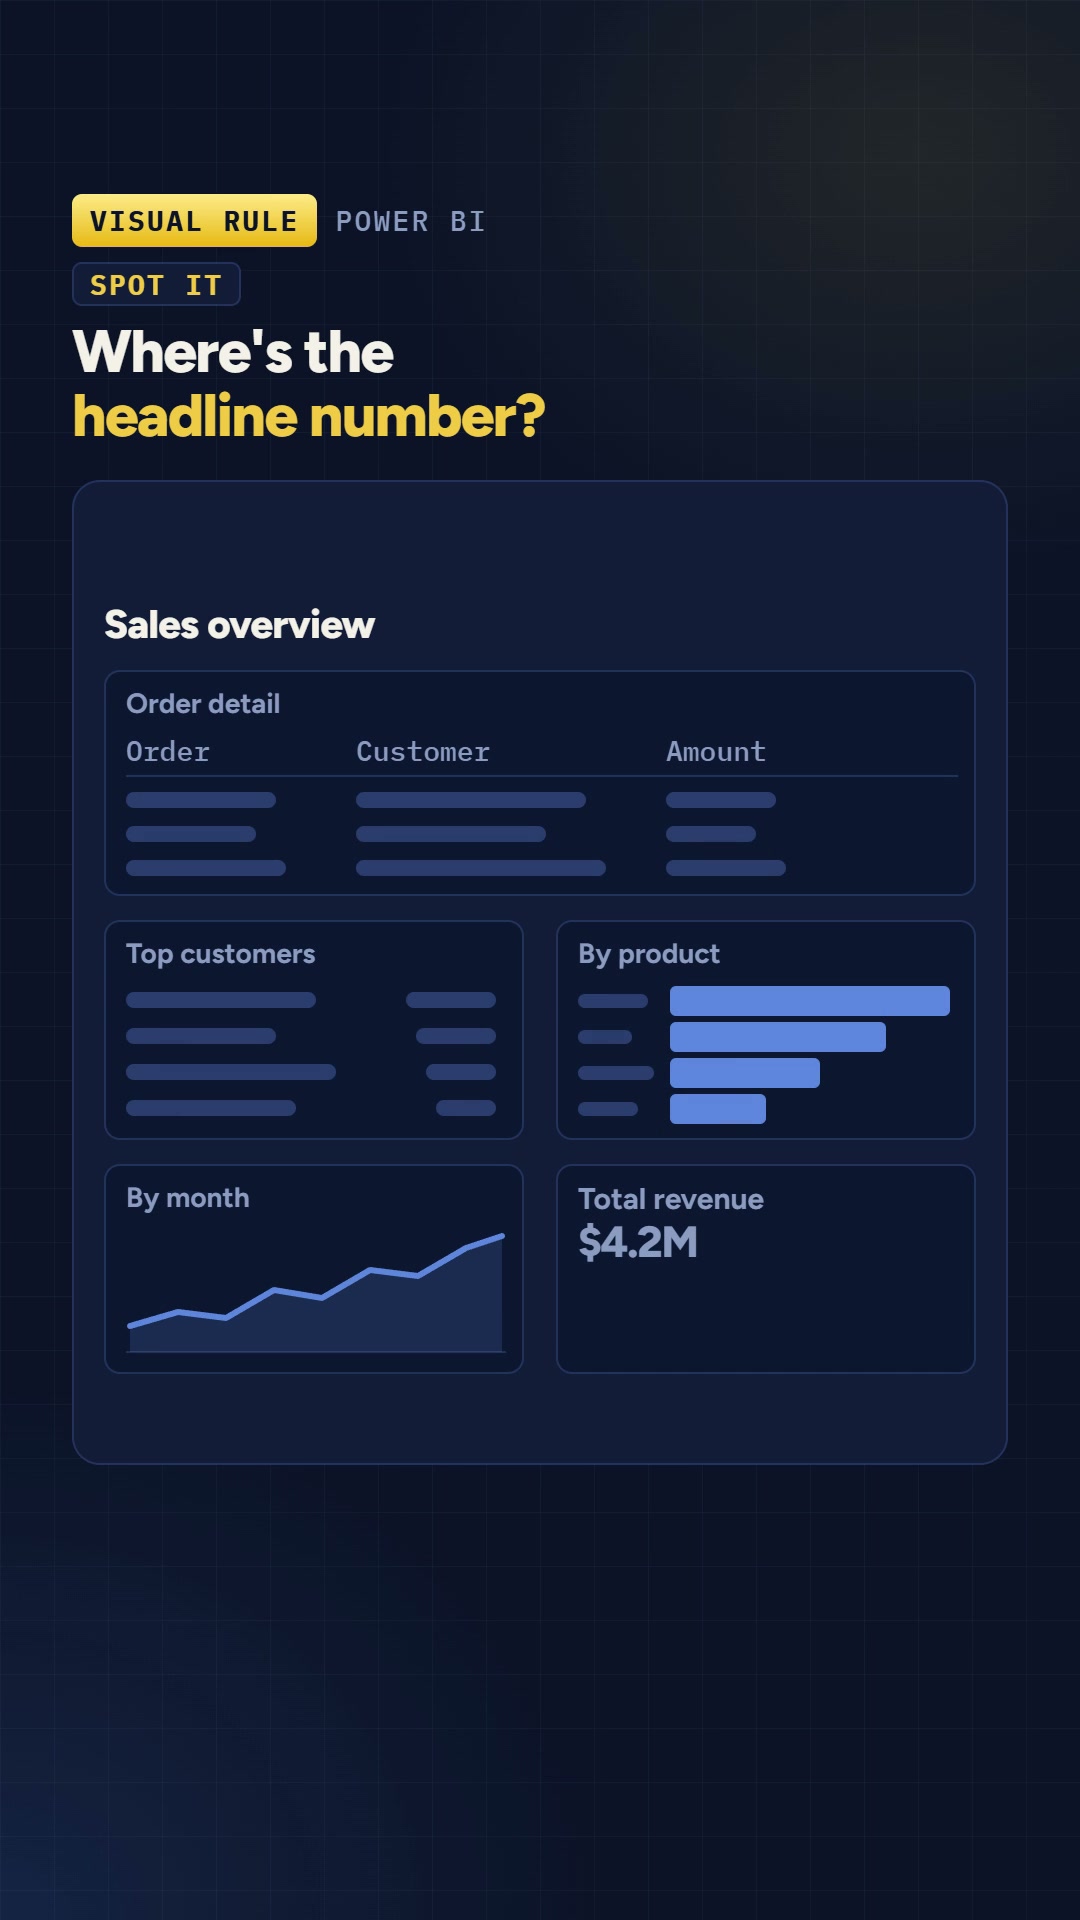 VISUAL RULE POWER BI
SPOT IT
Where's the
headline number?
Sales overview
Order detail
Order Customer Amount
Top customers
By product
By month
Total revenue
$4.2M